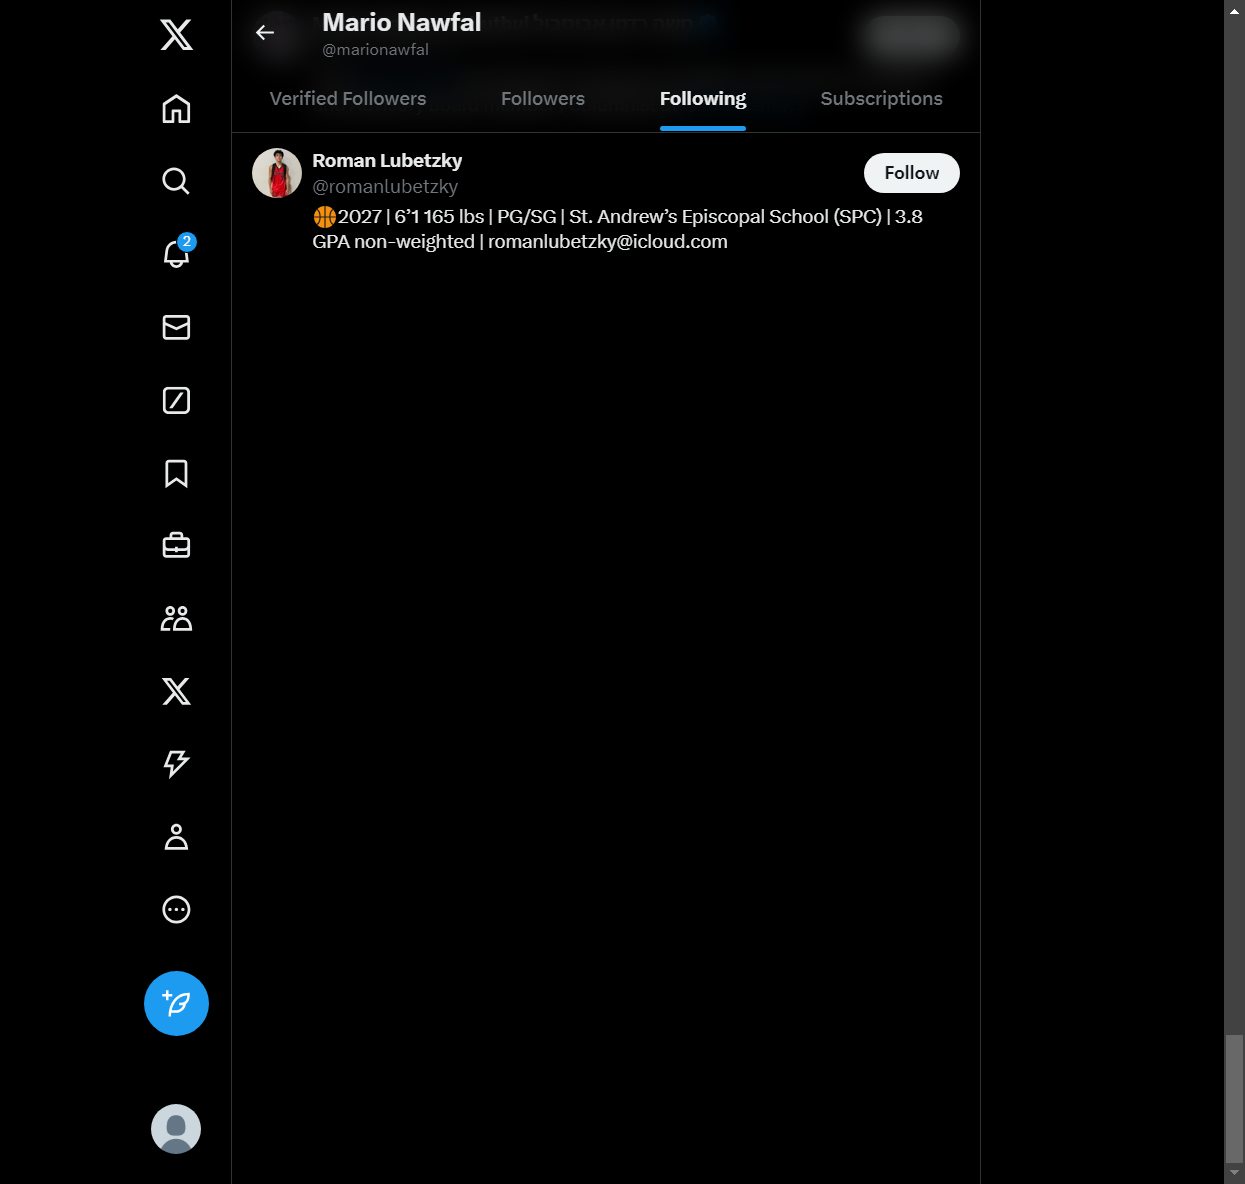 Mario Nawfal
@marionawfal
Verified Followers Followers Following Subscriptions
2
Roman Lubetzky
@romanlubetzky
Follow
🏀2027 | 6’1 165 lbs | PG/SG | St. Andrew’s Episcopal School (SPC) | 3.8
GPA non-weighted | romanlubetzky@icloud.com